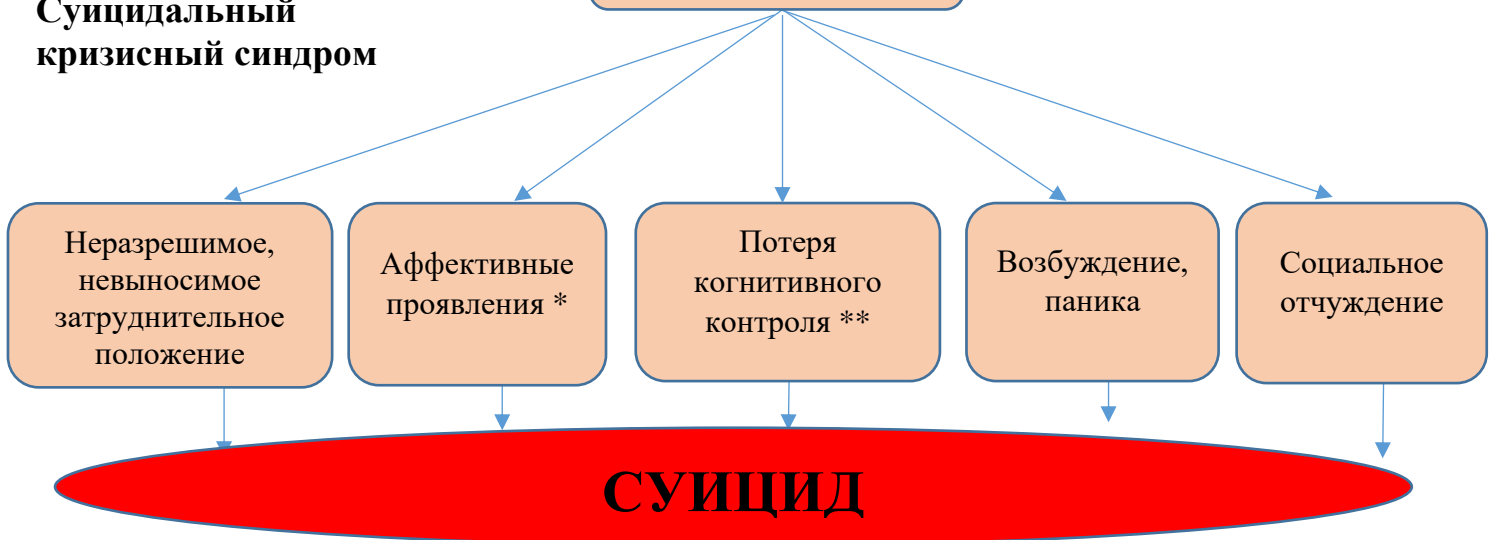 Суицидальный
кризисный синдром
Неразрешимое,
невыносимое
затруднительное
положение
Аффективные
проявления *
Потеря
когнитивного
контроля **
Возбуждение,
паника
Социальное
отчуждение
СУИЦИД